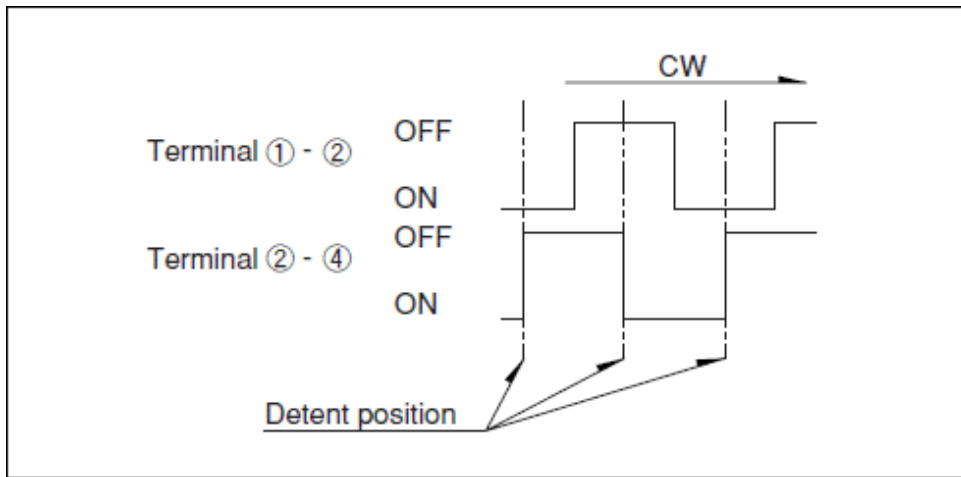 CW
OFF
Terminal ① - ②
ON
OFF
Terminal ② - ④
ON
Detent position